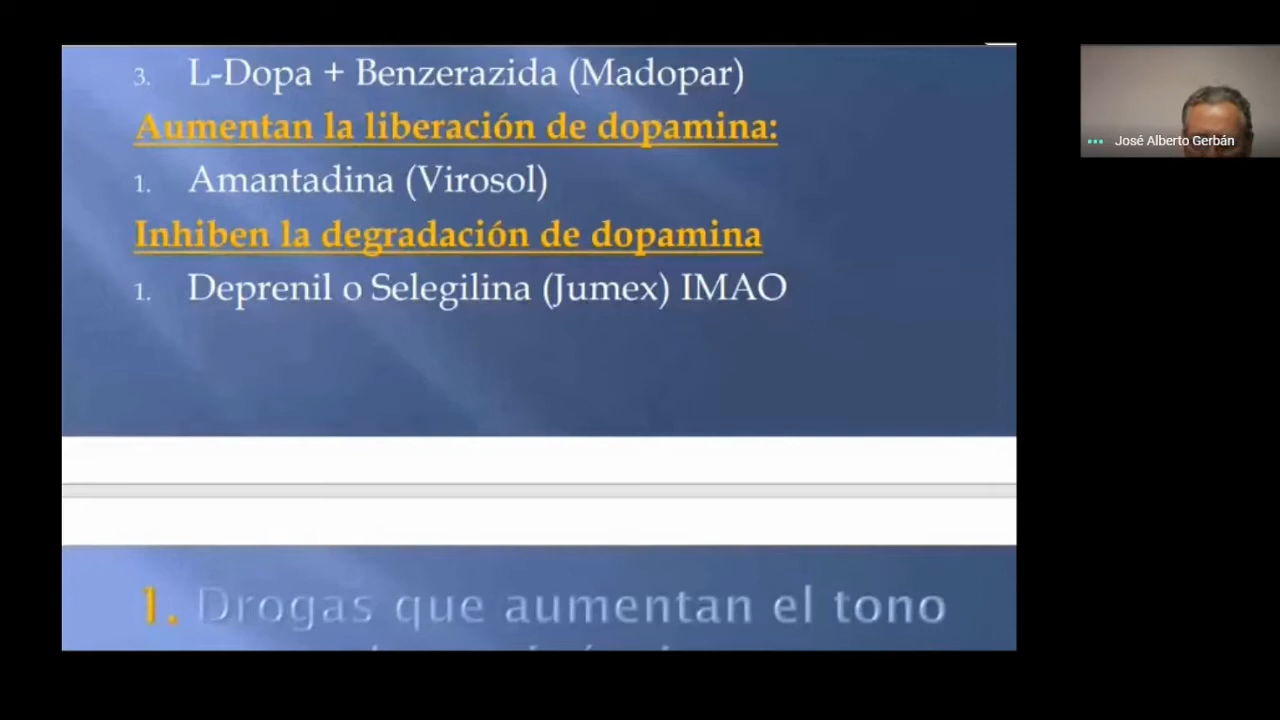 3. L-Dopa + Benzerazida (Madopar)
Aumentan la liberación de dopamina:
1. Amantadina (Virosol)
Inhiben la degradación de dopamina
1. Deprenil o Selegilina (Jumex) IMAO
1. Drogas que aumentan el tono
José Alberto Gerbán